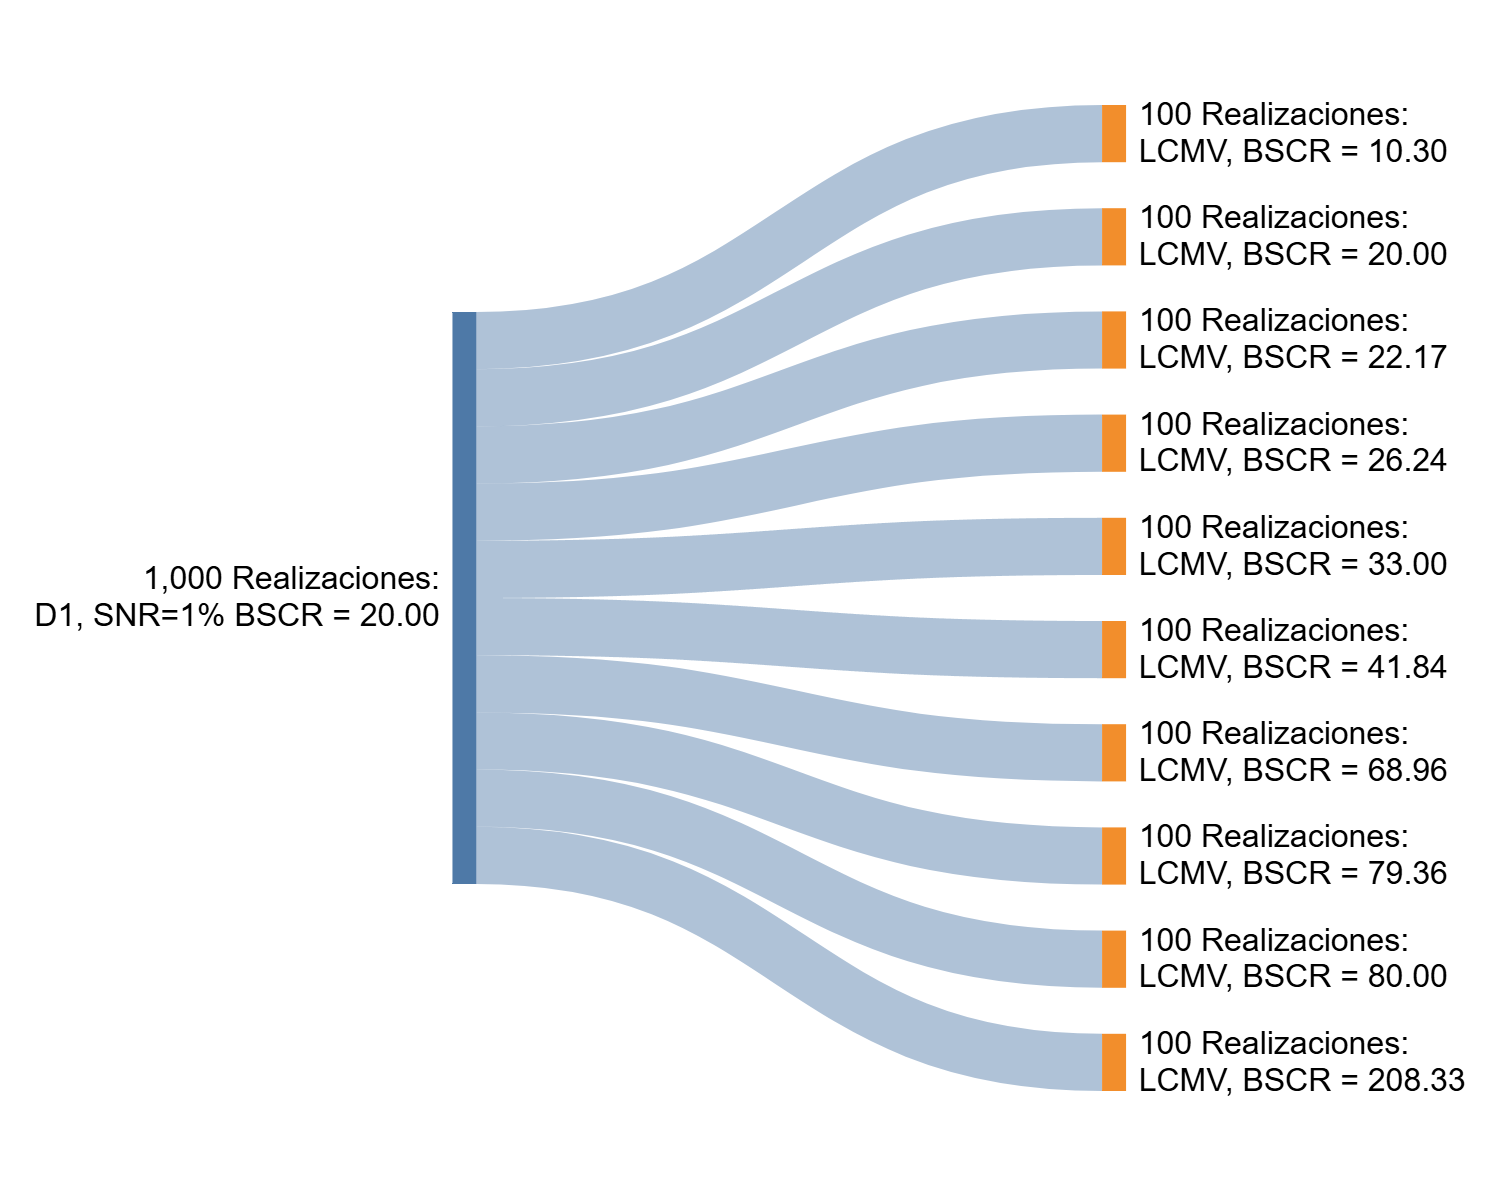 1,000 Realizaciones:
D1, SNR=1% BSCR = 20.00
100 Realizaciones:
LCMV, BSCR = 10.30
100 Realizaciones:
LCMV, BSCR = 20.00
100 Realizaciones:
LCMV, BSCR = 22.17
100 Realizaciones:
LCMV, BSCR = 26.24
100 Realizaciones:
LCMV, BSCR = 33.00
100 Realizaciones:
LCMV, BSCR = 41.84
100 Realizaciones:
LCMV, BSCR = 68.96
100 Realizaciones:
LCMV, BSCR = 79.36
100 Realizaciones:
LCMV, BSCR = 80.00
100 Realizaciones:
LCMV, BSCR = 208.33